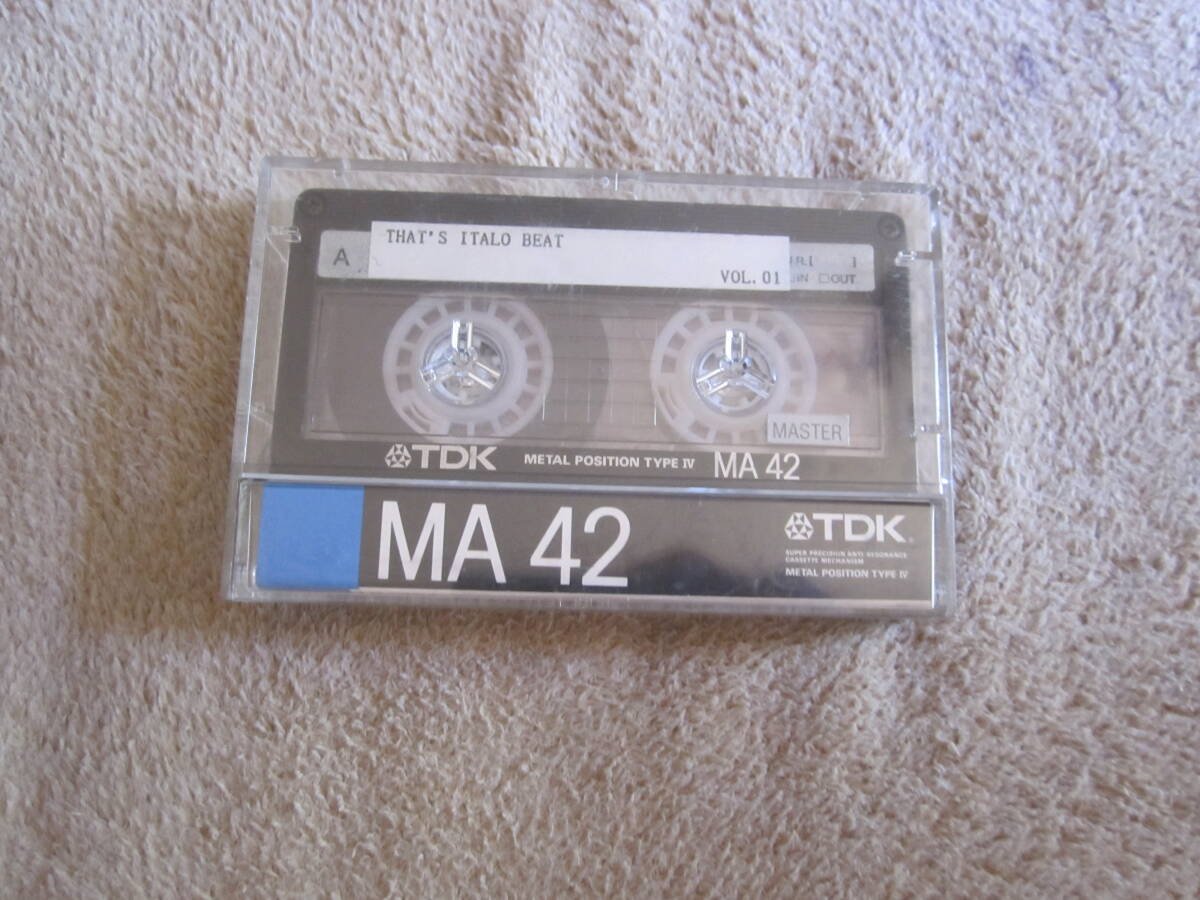 THAT'S ITALO BEAT
A
VOL. 01
IN □OUT
MASTER
TDK METAL POSITION TYPE IV MA 42
MA 42
TDK
SUPER PRECISION ANTI-RESONANCE
CASSETTE MECHANISM
METAL POSITION TYPE IV